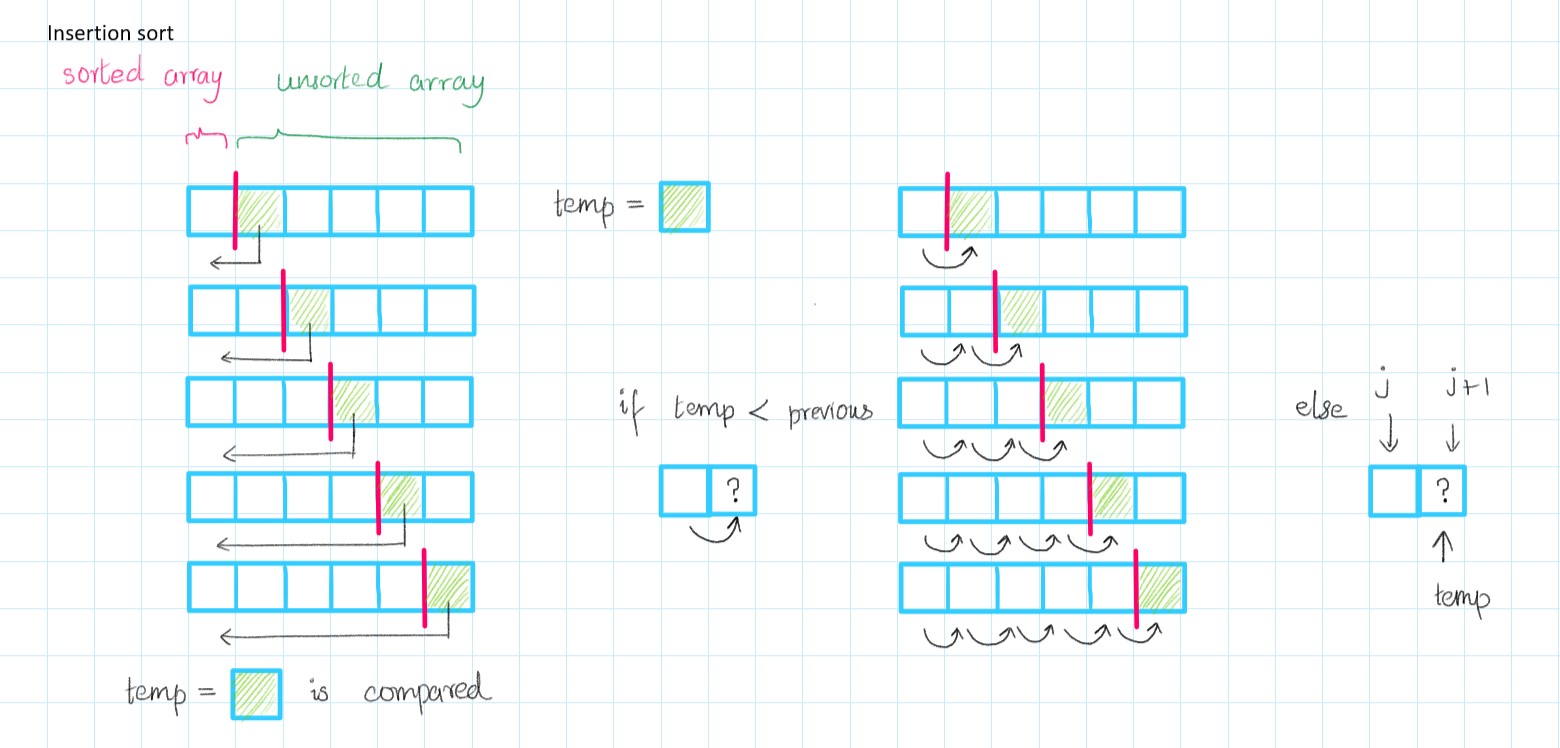 Insertion sort
sorted array
unsorted array
temp =
if temp < previous
?
else
j
j+1
?
temp
temp = is compared